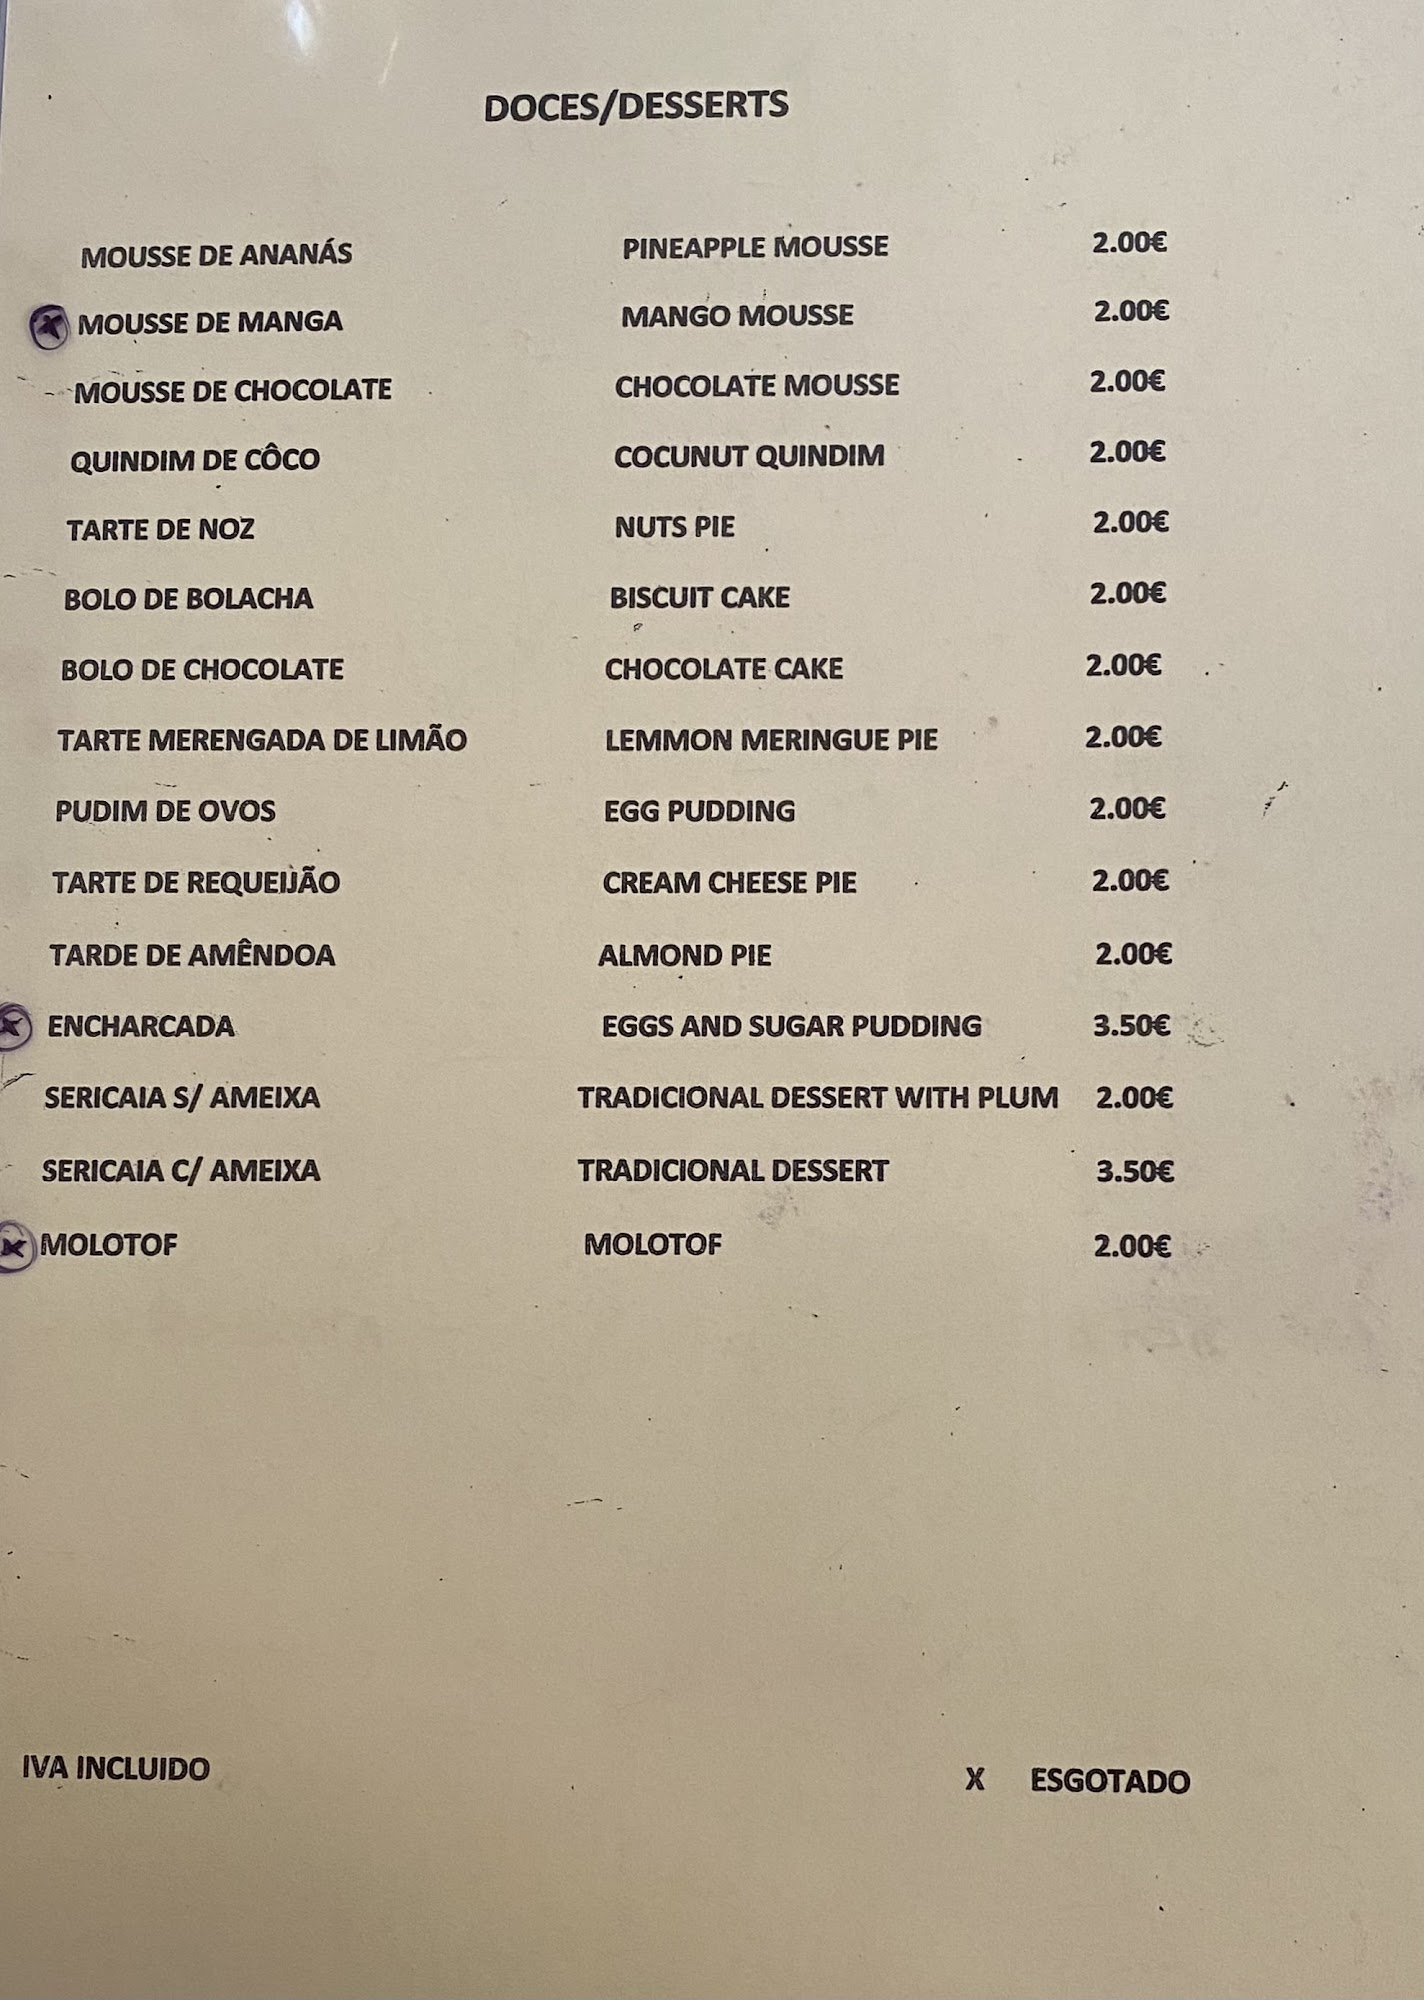 DOCES/DESSERTS
MOUSSE DE ANANÁS PINEAPPLE MOUSSE 2.00€
X MOUSSE DE MANGA MANGO MOUSSE 2.00€
MOUSSE DE CHOCOLATE CHOCOLATE MOUSSE 2.00€
QUINDIM DE CÔCO COCUNUT QUINDIM 2.00€
TARTE DE NOZ NUTS PIE 2.00€
BOLO DE BOLACHA BISCUIT CAKE 2.00€
BOLO DE CHOCOLATE CHOCOLATE CAKE 2.00€
TARTE MERENGADA DE LIMÃO LEMMON MERINGUE PIE 2.00€
PUDIM DE OVOS EGG PUDDING 2.00€
TARTE DE REQUEIJÃO CREAM CHEESE PIE 2.00€
TARDE DE AMÊNDOA ALMOND PIE 2.00€
X ENCHARCADA EGGS AND SUGAR PUDDING 3.50€
SERICAIA S/ AMEIXA TRADICIONAL DESSERT WITH PLUM 2.00€
SERICAIA C/ AMEIXA TRADICIONAL DESSERT 3.50€
X MOLOTOF MOLOTOF 2.00€
IVA INCLUIDO X ESGOTADO